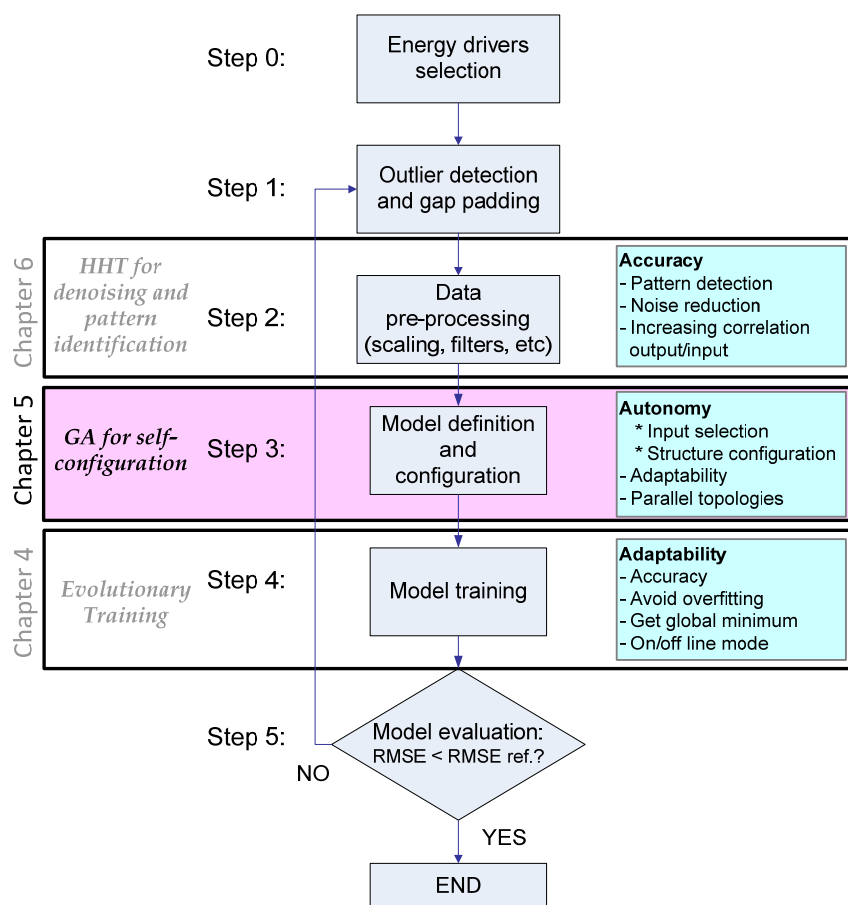 Step 0:
Energy drivers
selection
Step 1:
Outlier detection
and gap padding
Chapter 6
HHT for
denoising and
pattern
identification
Step 2:
Data
pre-processing
(scaling, filters, etc)
Accuracy
- Pattern detection
- Noise reduction
- Increasing correlation
output/input
Chapter 5
GA for self-
configuration
Step 3:
Model definition
and
configuration
Autonomy
* Input selection
* Structure configuration
- Adaptability
- Parallel topologies
Chapter 4
Evolutionary
Training
Step 4:
Model training
Adaptability
- Accuracy
- Avoid overfitting
- Get global minimum
- On/off line mode
Step 5:
Model evaluation:
RMSE < RMSE ref.?
NO
YES
END